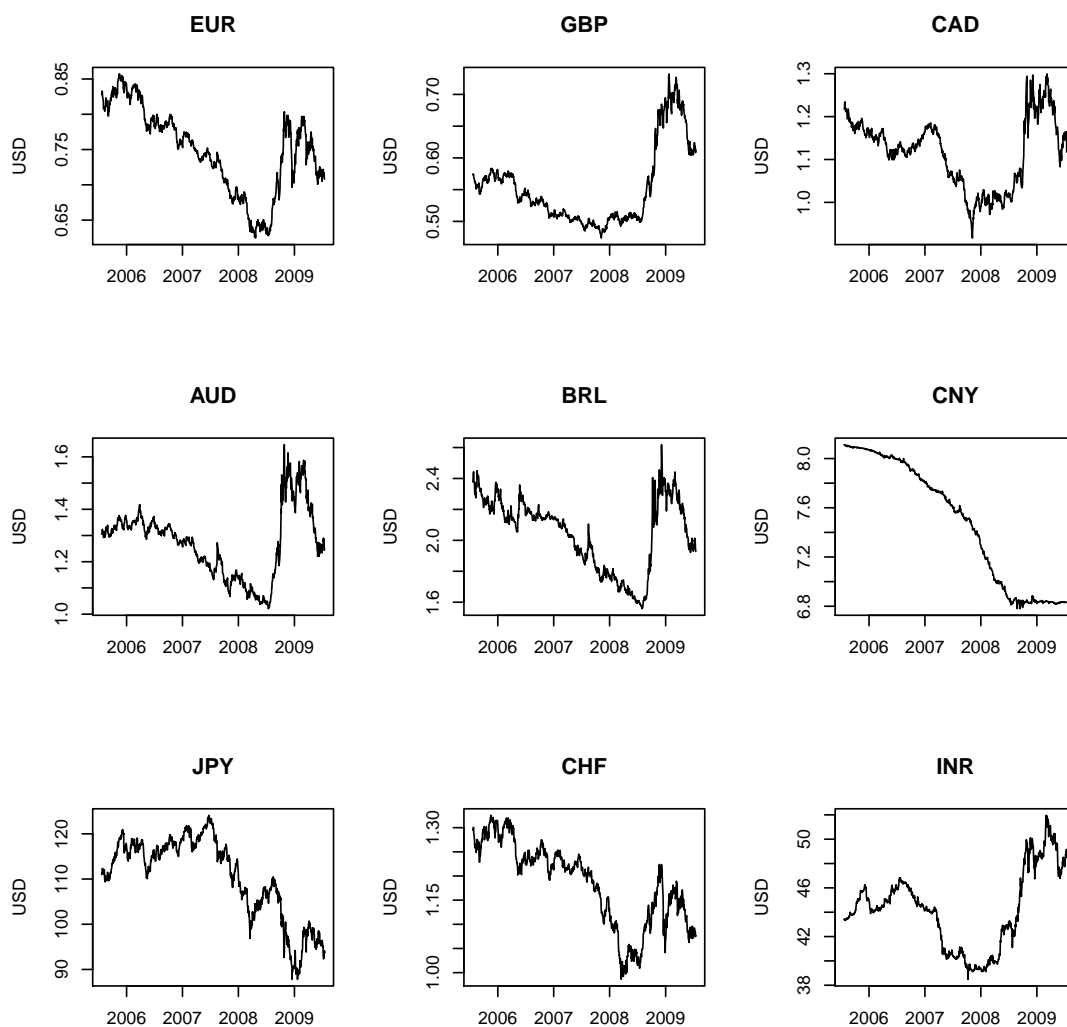 EUR
USD
0.65 0.75 0.85
2006 2007 2008 2009
GBP
USD
0.50 0.60 0.70
2006 2007 2008 2009
CAD
USD
1.0 1.1 1.2 1.3
2006 2007 2008 2009
AUD
USD
1.0 1.2 1.4 1.6
2006 2007 2008 2009
BRL
USD
1.6 2.0 2.4
2006 2007 2008 2009
CNY
USD
6.8 7.2 7.6 8.0
2006 2007 2008 2009
JPY
USD
90 100 110 120
2006 2007 2008 2009
CHF
USD
1.00 1.15 1.30
2006 2007 2008 2009
INR
USD
38 42 46 50
2006 2007 2008 2009